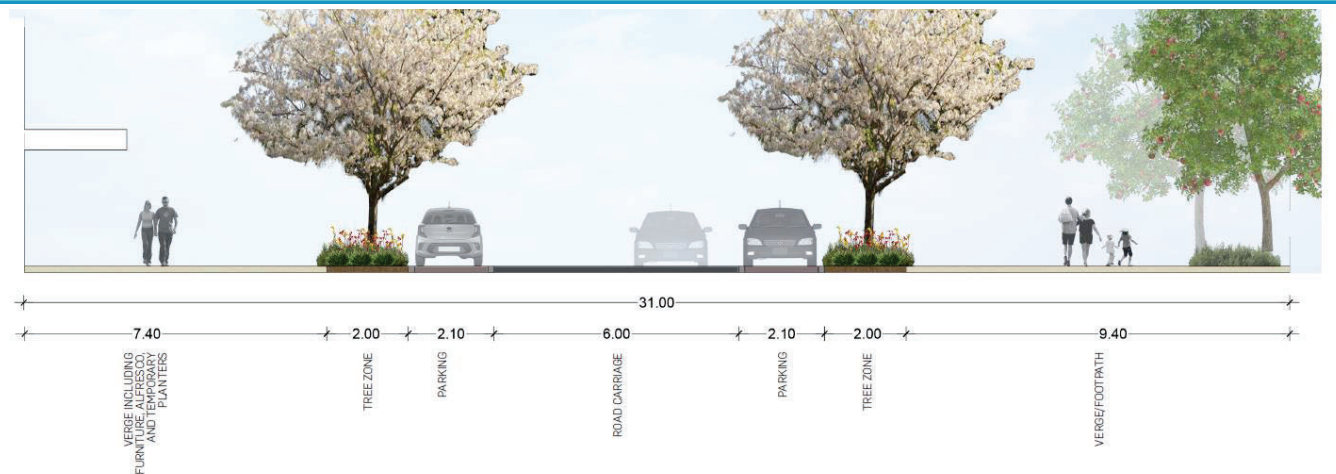 31.00
7.40
2.00
2.10
6.00
2.10
2.00
9.40
VERGE INCLUDING
FURNITURE, ALFRESCO,
AND TEMPORARY
PLANTERS
TREE ZONE
PARKING
ROAD CARRIAGE
PARKING
TREE ZONE
VERGE/FOOTPATH